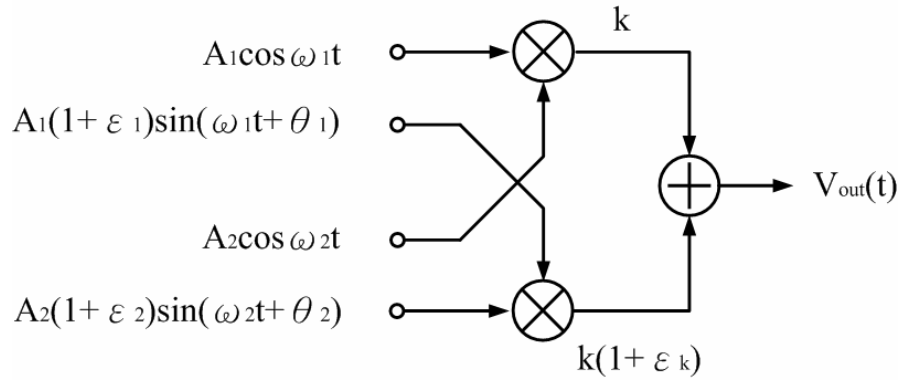 k
A1cosω1t
A1(1+ε1)sin(ω1t+θ1)
Vout(t)
A2cosω2t
A2(1+ε2)sin(ω2t+θ2)
k(1+εk)